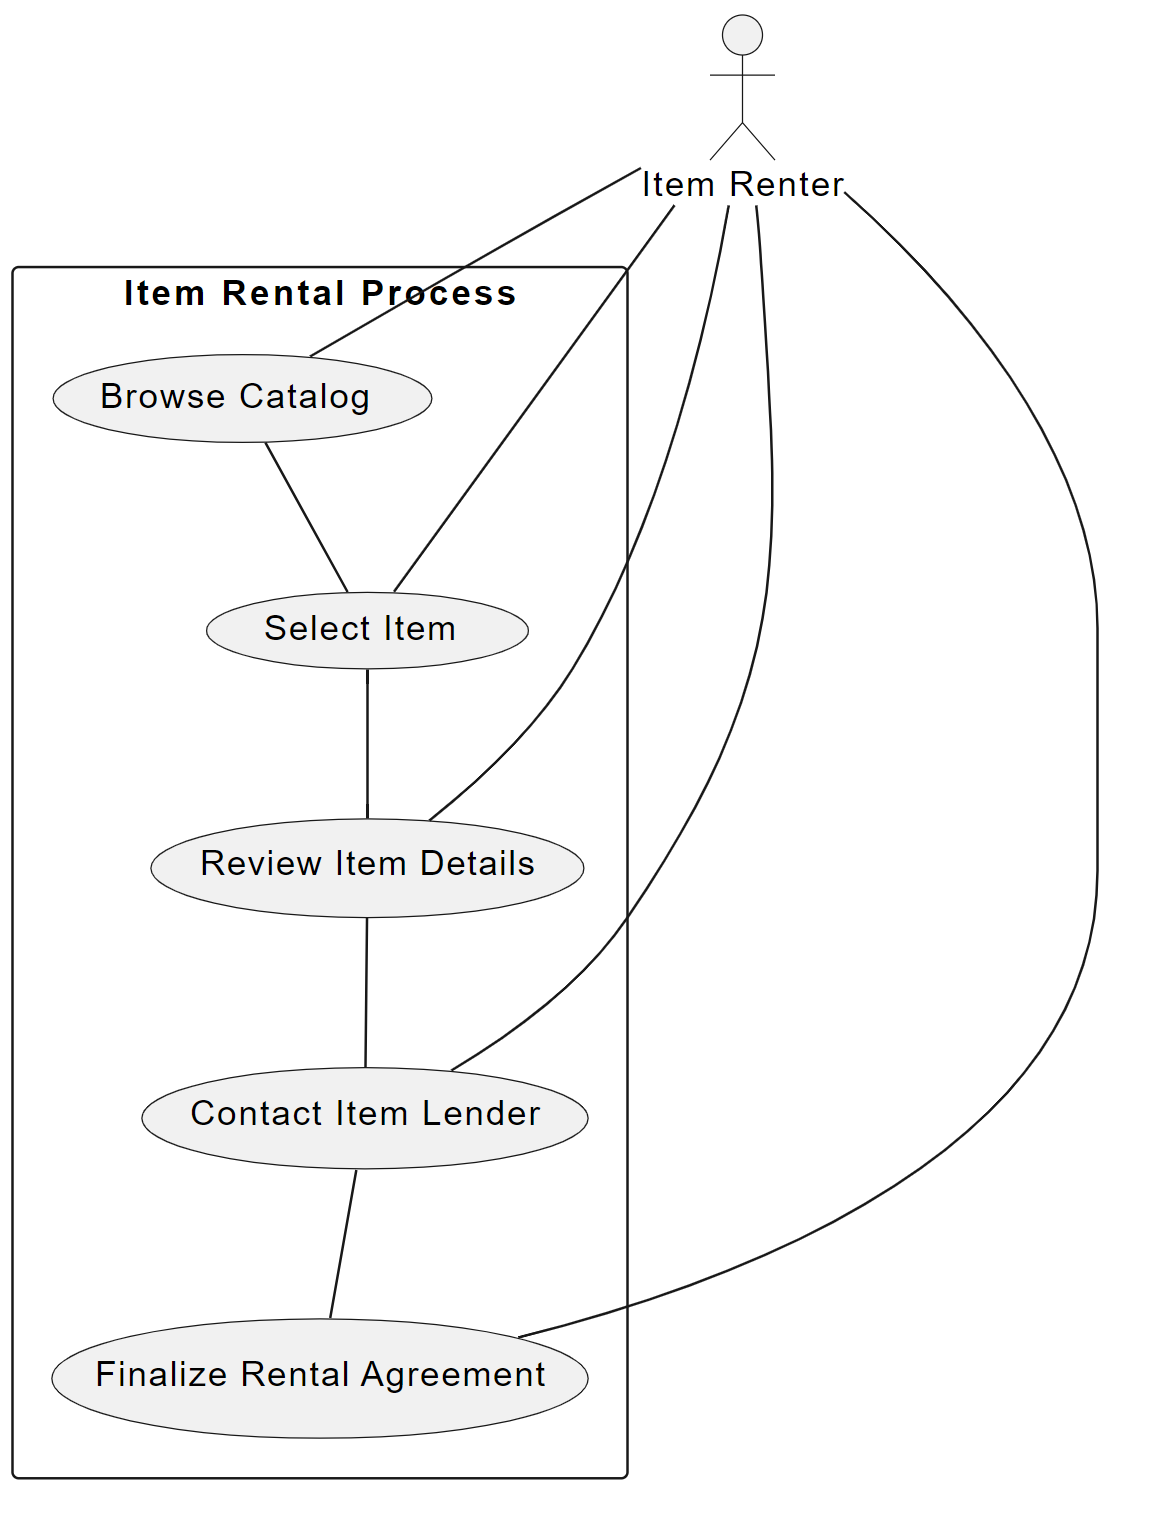 Item Renter
Item Rental Process
Browse Catalog
Select Item
Review Item Details
Contact Item Lender
Finalize Rental Agreement